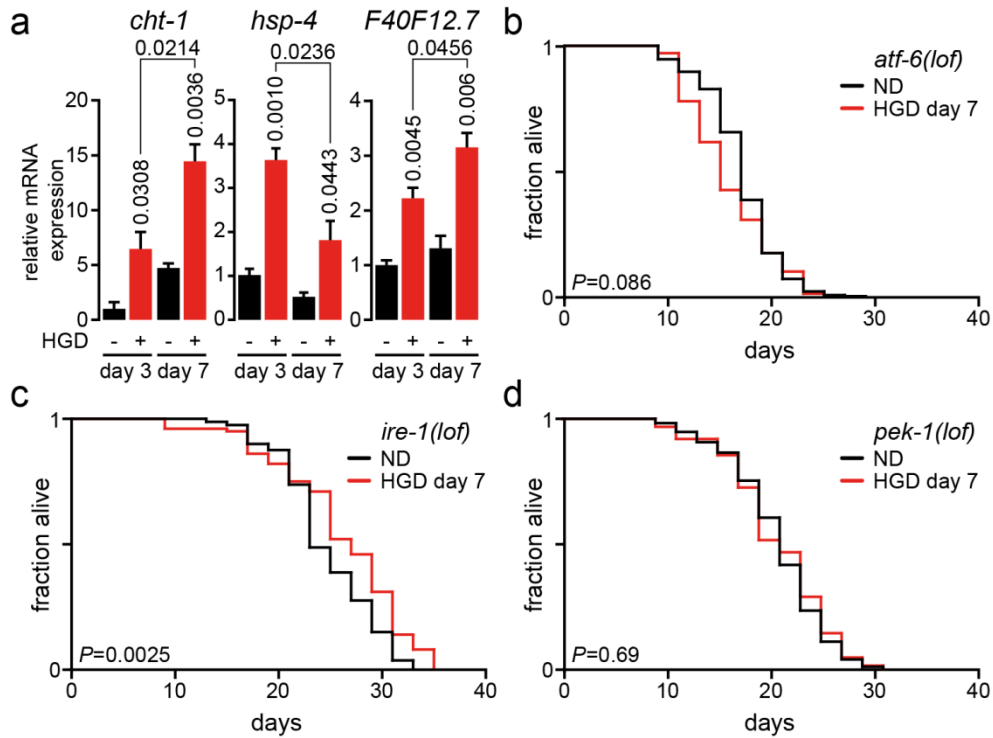 a
cht-1 hsp-4 F40F12.7
0.0214 0.0236 0.0456
relative mRNA
expression
20
15
10
5
0
0.0308
0.0036
5
4
3
2
1
0
0.0010
0.0443
4
3
2
1
0
0.0045
0.006
HGD - + - + - + - + - + - +
day 3 day 7 day 3 day 7 day 3 day 7
b
atf-6(lof)
ND
HGD day 7
1
fraction alive
P=0.086
0
0 10 20 30 40
days
c
ire-1(lof)
ND
HGD day 7
1
fraction alive
P=0.0025
0
0 10 20 30 40
days
d
pek-1(lof)
ND
HGD day 7
1
fraction alive
P=0.69
0
0 10 20 30 40
days